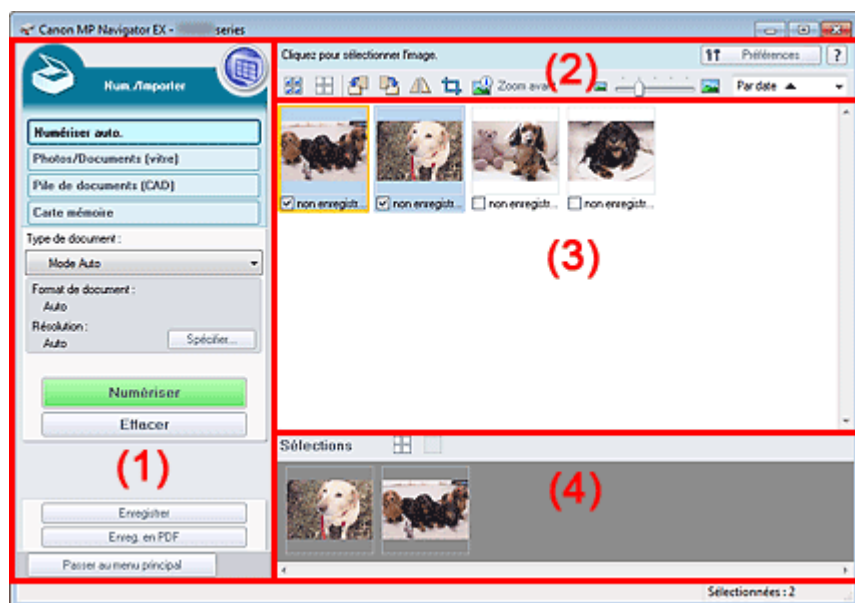 Canon MP Navigator EX - series
Num./Importer
Numériser auto.
Photos/Documents (vitre)
Pile de documents (CAD)
Carte mémoire
Type de document :
Mode Auto
Format de document :
Auto
Résolution :
Auto
Spécifier...
Numériser
Effacer
(1)
Enregistrer
Enreg. en PDF
Passer au menu principal
Cliquez pour sélectionner l'image.
Préférences
?
(2)
Zoom avant
Par date
non enregistr...
non enregistr...
non enregistr...
non enregistr...
(3)
Sélections
(4)
Sélectionnées : 2